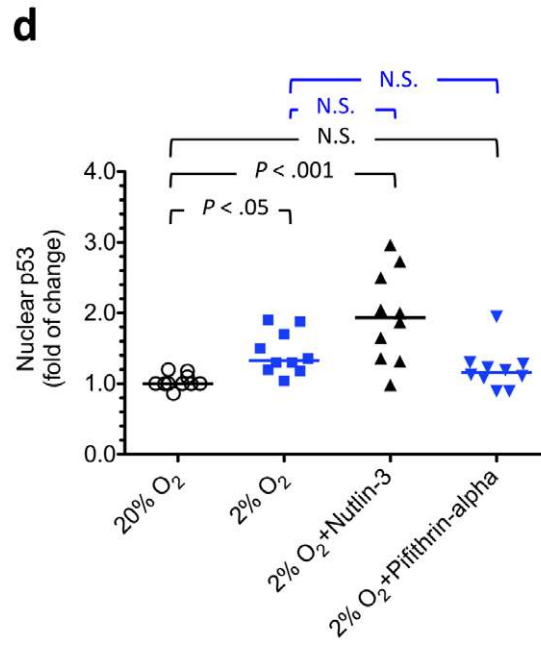 d
N.S.
N.S.
N.S.
P < .001
P < .05
Nuclear p53
(fold of change)
4.0
3.0
2.0
1.0
0.0
20% O₂
2% O₂
2% O₂+Nutlin-3
2% O₂+Pifithrin-alpha